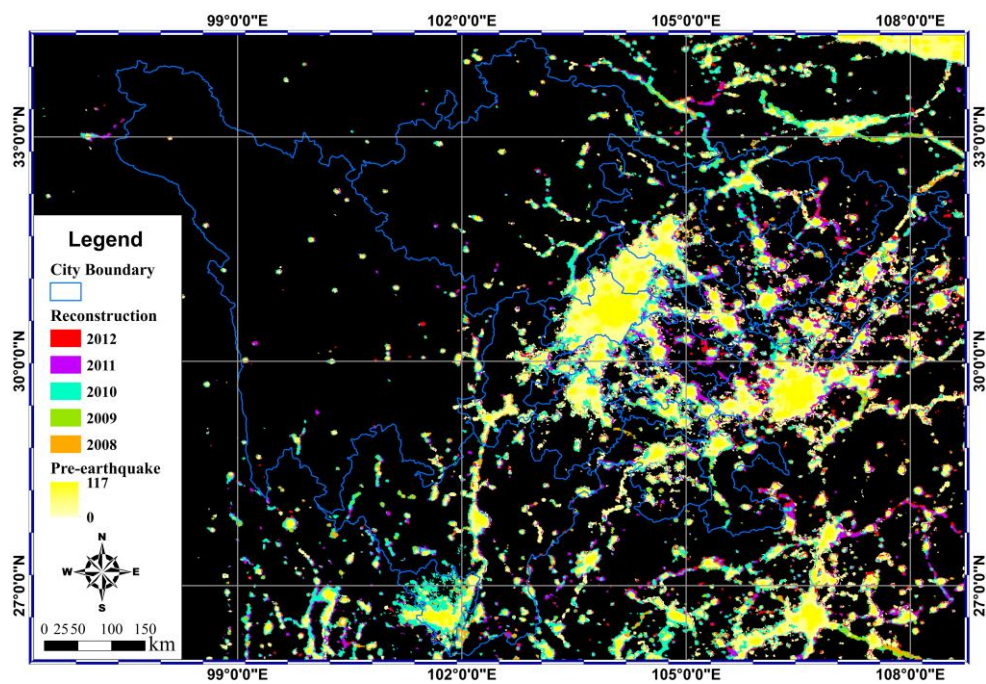 99°0'0"E 102°0'0"E 105°0'0"E 108°0'0"E
33°0'0"N 33°0'0"N
Legend
City Boundary
Reconstruction
2012
2011
2010
2009
2008
Pre-earthquake
117
0
30°0'0"N 30°0'0"N
N
W E
S
27°0'0"N 27°0'0"N
0 25 50 100 150
km
99°0'0"E 102°0'0"E 105°0'0"E 108°0'0"E